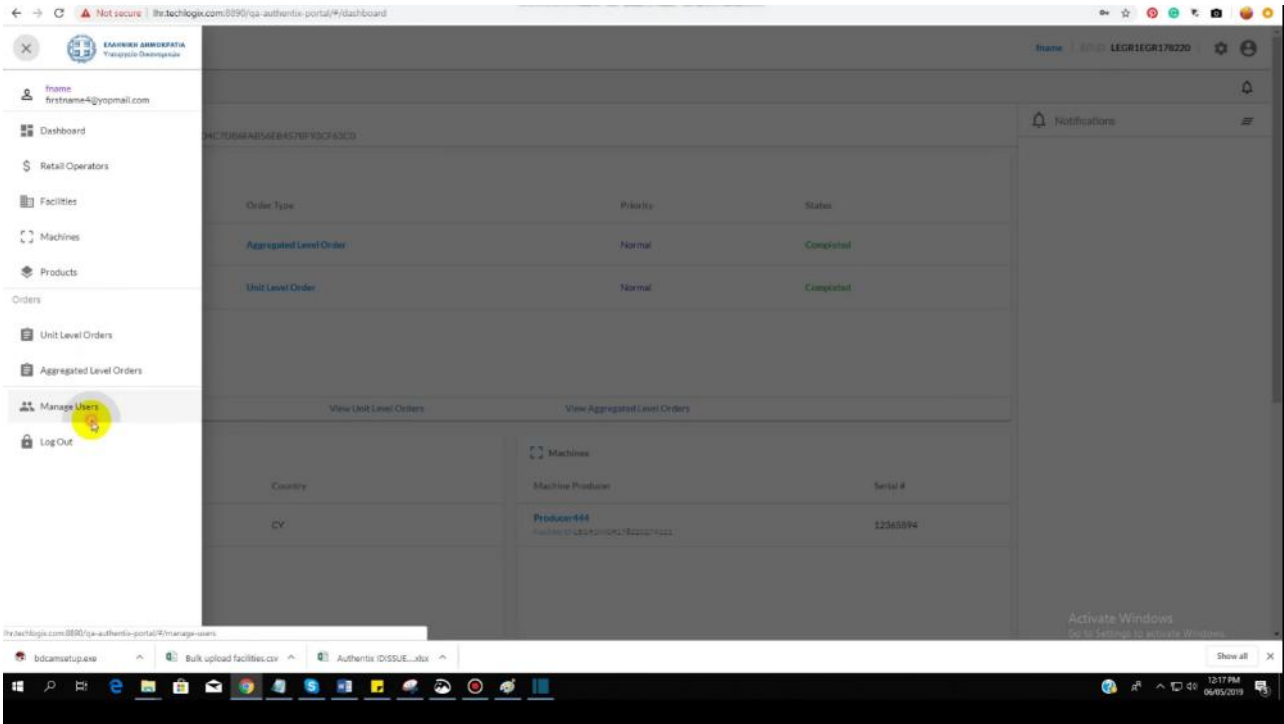 Not secure | lhr.techlogix.com:8890/qa-authentix-portal/#/dashboard
ΕΛΛΗΝΙΚΗ ΔΗΜΟΚΡΑΤΙΑ
Υπουργείο Οικονομικών
fname
LEGR1EGR178220
fname
firstname4@yopmail.com
Dashboard
Notifications
Retail Operators
Facilities
Order Type
Priority
Status
Machines
Aggregated Level Order
Normal
Completed
Products
Unit Level Order
Normal
Completed
Orders
Unit Level Orders
Aggregated Level Orders
Manage Users
View Unit Level Orders
View Aggregated Level Orders
Log Out
Machines
Country
Machine Producer
Serial #
CY
Producer444
12365894
Activate Windows
Go to Settings to activate Windows.
lhr.techlogix.com:8890/qa-authentix-portal/#/manage-users
bdcamsetup.exe
Bulk upload facilities.csv
Authentix (DISSUE....xlsx
Show all
12:17 PM
06/05/2019